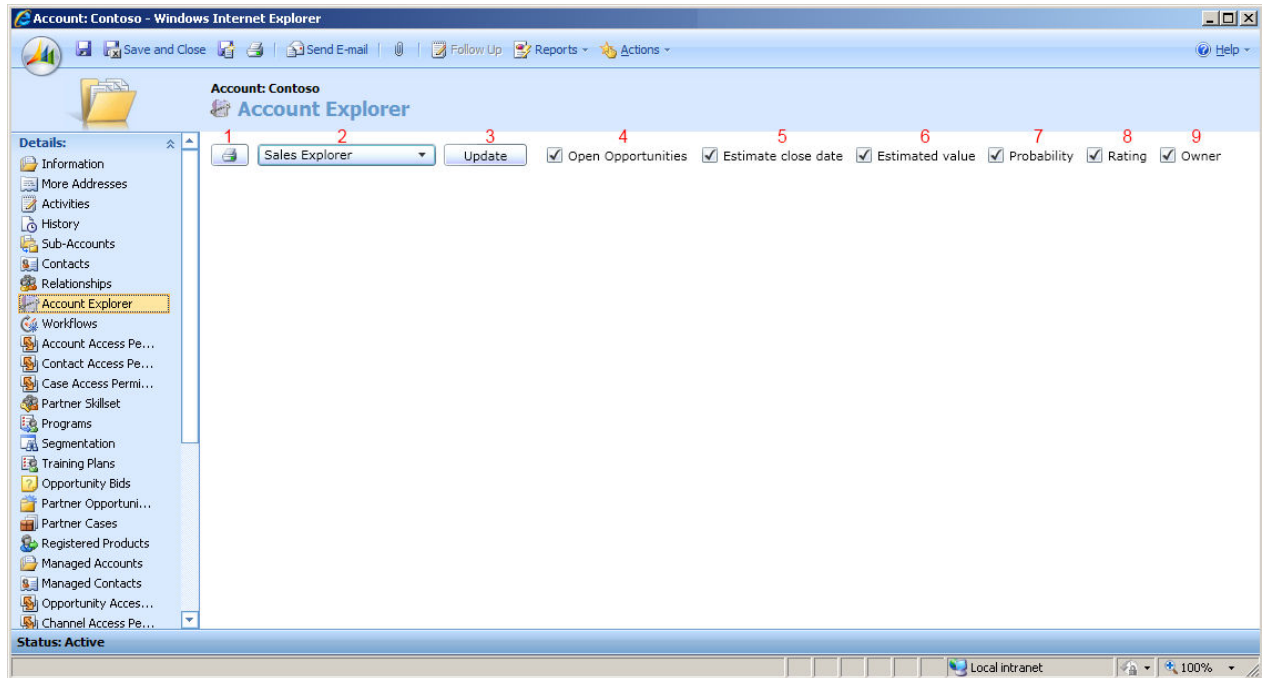 Account: Contoso - Windows Internet Explorer
Save and Close Send E-mail Follow Up Reports Actions Help
Account: Contoso
Account Explorer
1 2 3 4 5 6 7 8 9
Sales Explorer Update Open Opportunities Estimate close date Estimated value Probability Rating Owner
Details:
Information
More Addresses
Activities
History
Sub-Accounts
Contacts
Relationships
Account Explorer
Workflows
Account Access Pe...
Contact Access Pe...
Case Access Permi...
Partner Skillset
Programs
Segmentation
Training Plans
Opportunity Bids
Partner Opportuni...
Partner Cases
Registered Products
Managed Accounts
Managed Contacts
Opportunity Acces...
Channel Access Pe...
Status: Active
Local intranet 100%